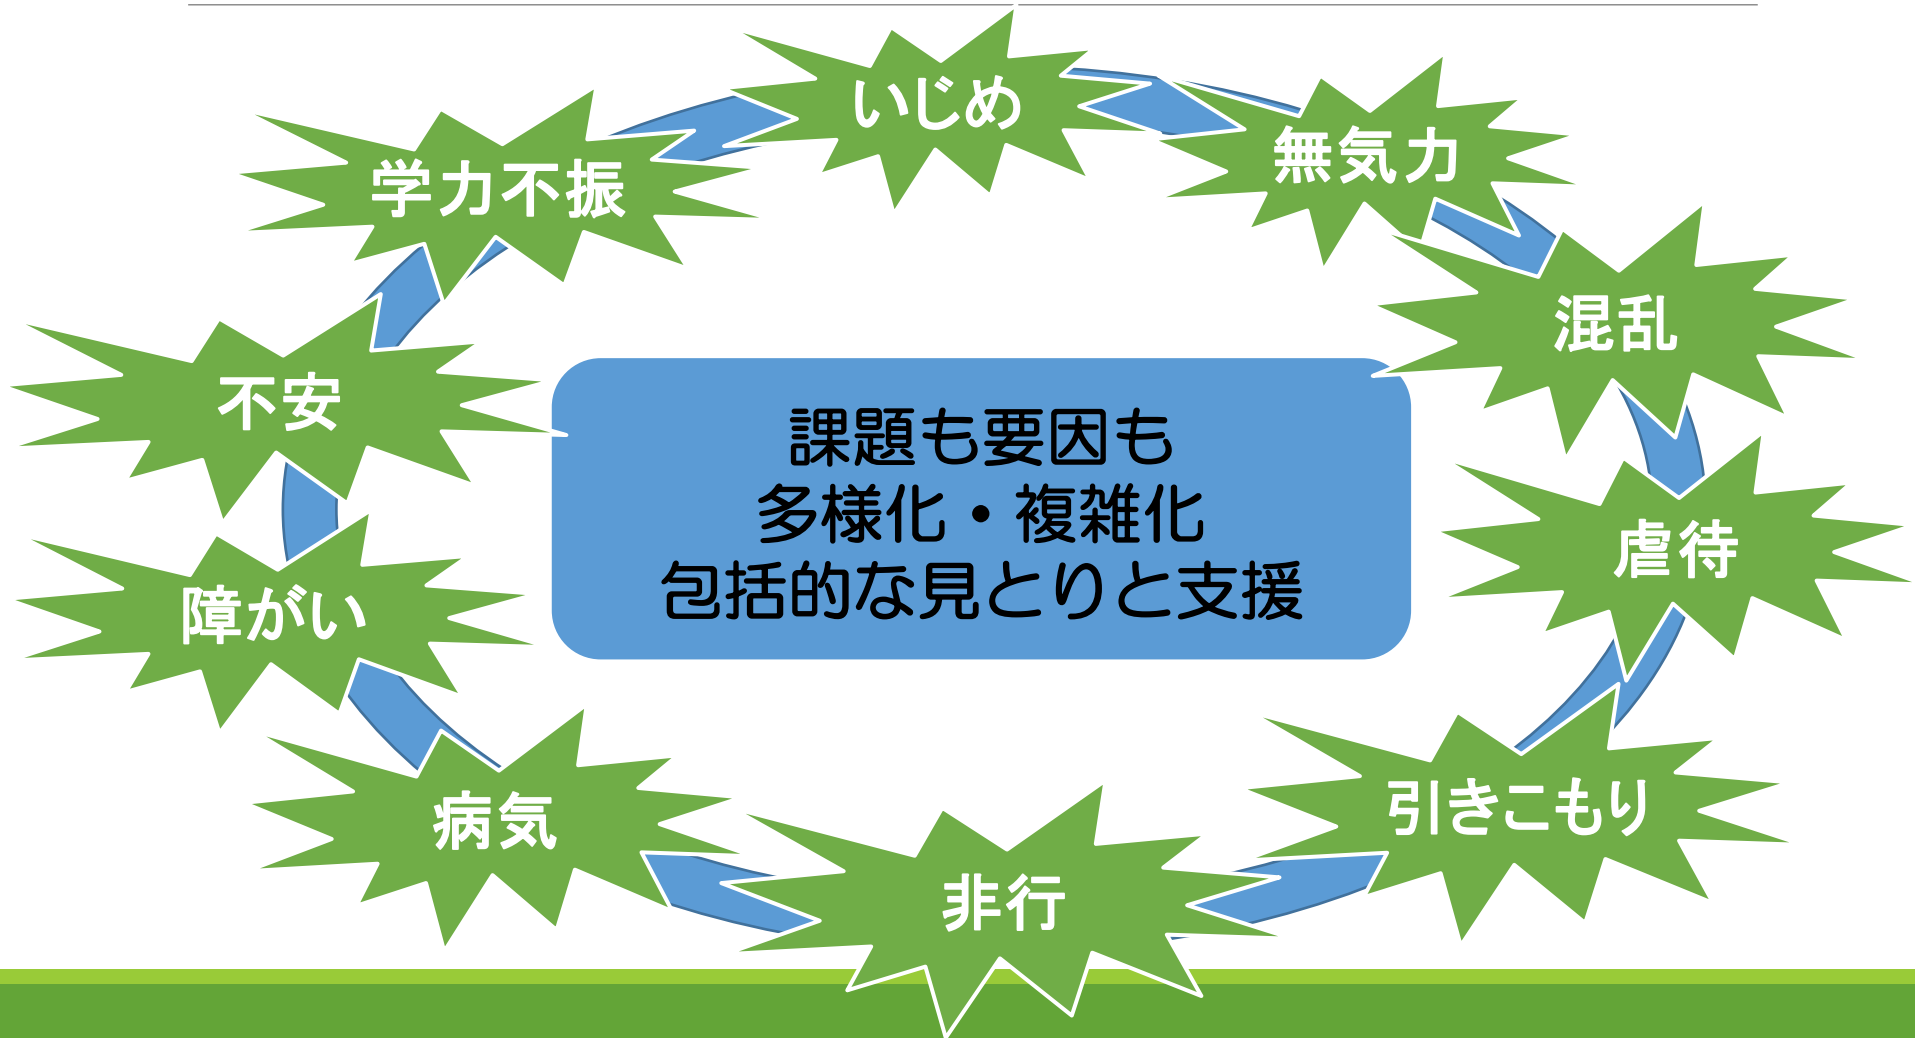 いじめ
無気力
混乱
虐待
引きこもり
非行
病気
障がい
不安
学力不振
課題も要因も
多様化・複雑化
包括的な見とりと支援